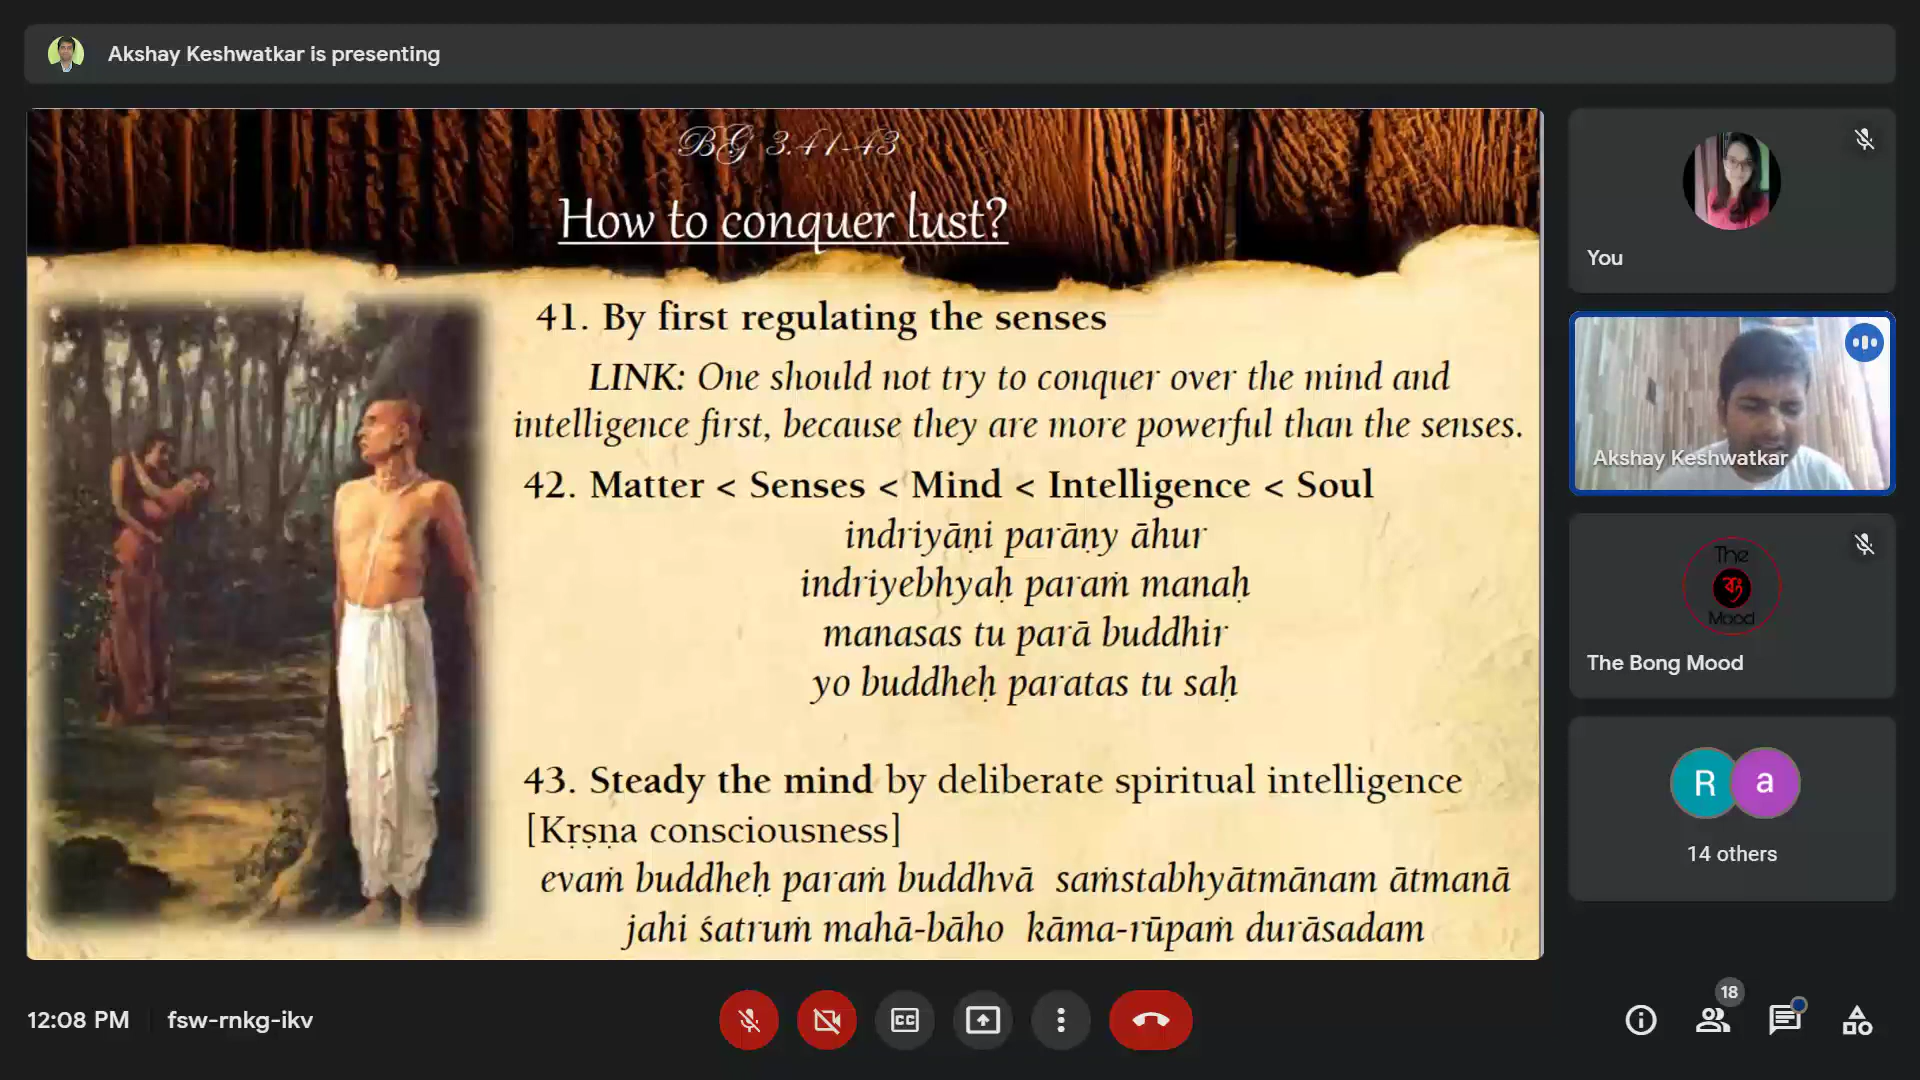 Akshay Keshwatkar is presenting
BG 3.41-43
How to conquer lust?
41. By first regulating the senses
LINK: One should not try to conquer over the mind and
intelligence first, because they are more powerful than the senses.
42. Matter < Senses < Mind < Intelligence < Soul
indriyāṇi parāṇy āhur
indriyebhyaḥ paraṁ manaḥ
manasas tu parā buddhir
yo buddheḥ paratas tu saḥ
43. Steady the mind by deliberate spiritual intelligence
[Kṛṣṇa consciousness]
evaṁ buddheḥ paraṁ buddhvā saṁstabhyātmānam ātmanā
jahi śatruṁ mahā-bāho kāma-rūpaṁ durāsadam
You
Akshay Keshwatkar
The
বং
Mood
The Bong Mood
R a
14 others
12:08 PM fsw-rnkg-ikv
CC
18